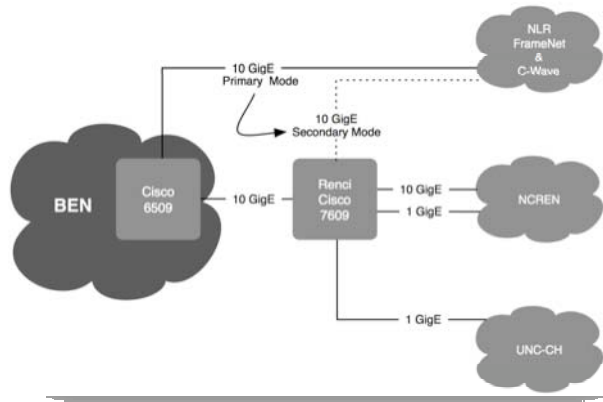 NLR
FrameNet
&
C-Wave
10 GigE
Primary Mode
10 GigE
Secondary Mode
BEN
Cisco
6509
10 GigE
Renci
Cisco
7609
10 GigE
1 GigE
NCREN
1 GigE
UNC-CH